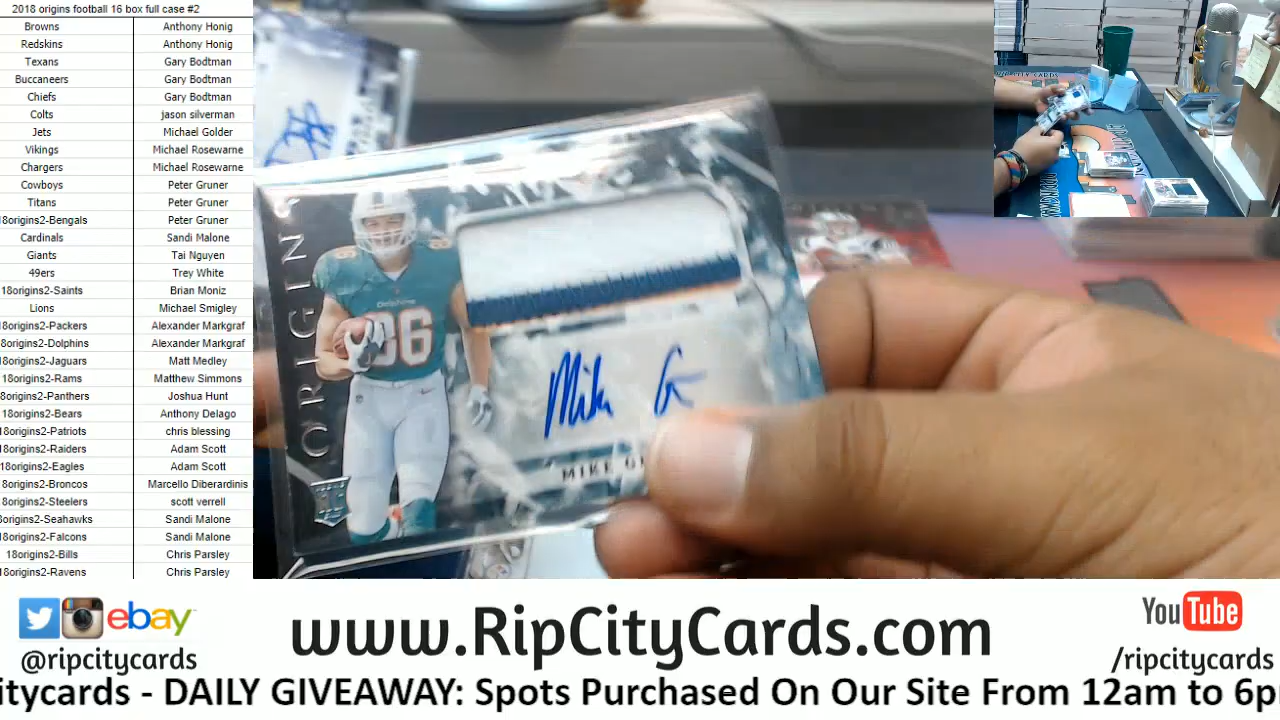 2018 origins football 16 box full case #2
Browns Anthony Honig
Redskins Anthony Honig
Texans Gary Bodtman
Buccaneers Gary Bodtman
Chiefs Gary Bodtman
Colts jason silverman
Jets Michael Golder
Vikings Michael Rosewarne
Chargers Michael Rosewarne
Cowboys Peter Gruner
Titans Peter Gruner
18origins2-Bengals Peter Gruner
Cardinals Sandi Malone
Giants Tai Nguyen
49ers Trey White
18origins2-Saints Brian Moniz
Lions Michael Smigley
8origins2-Packers Alexander Markgraf
8origins2-Dolphins Alexander Markgraf
8origins2-Jaguars Matt Medley
18origins2-Rams Matthew Simmons
8origins2-Panthers Joshua Hunt
18origins2-Bears Anthony Delago
8origins2-Patriots chris blessing
8origins2-Raiders Adam Scott
18origins2-Eagles Adam Scott
8origins2-Broncos Marcello Diberardinis
8origins2-Steelers scott verrell
8origins2-Seahawks Sandi Malone
18origins2-Falcons Sandi Malone
18origins2-Bills Chris Parsley
18origins2-Ravens Chris Parsley
ORIGIN
Dolphins
86
Mike G
MIKE G
ebay
@ripcitycards
www.RipCityCards.com
YouTube
/ripcitycards
itycards - DAILY GIVEAWAY: Spots Purchased On Our Site From 12am to 6p